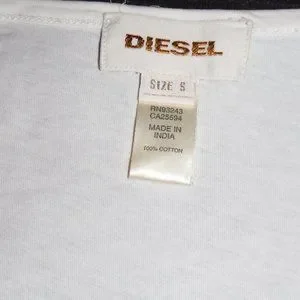 DIESEL
SIZE S
RN93243
CA25594
MADE IN
INDIA
100% COTTON